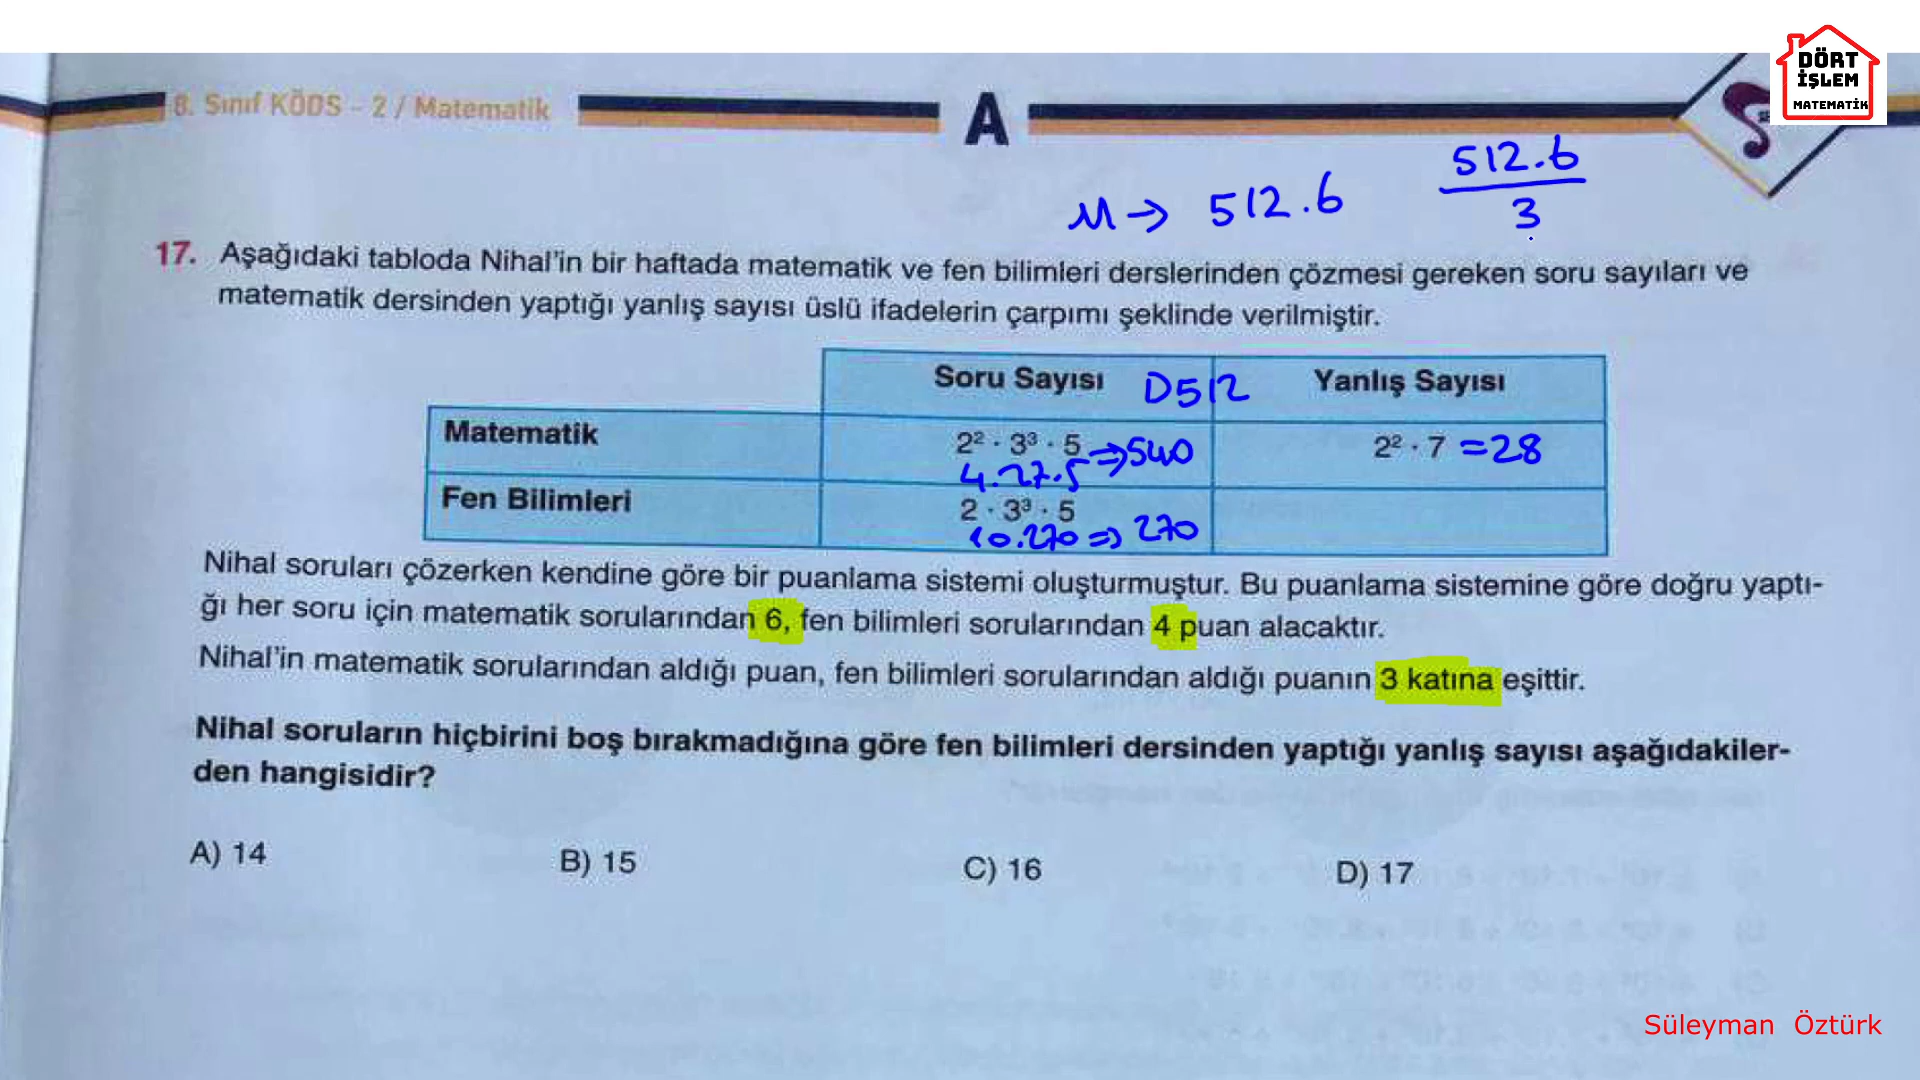 DÖRT
İŞLEM
MATEMATİK
8. Sınıf KÖDS - 2 / Matematik
A
M → 512.6
512.6
3
17. Aşağıdaki tabloda Nihal'in bir haftada matematik ve fen bilimleri derslerinden çözmesi gereken soru sayıları ve
matematik dersinden yaptığı yanlış sayısı üslü ifadelerin çarpımı şeklinde verilmiştir.
Soru Sayısı D512 Yanlış Sayısı
Matematik 2² · 3³ · 5 ⇒ 540 2² · 7 = 28
4.27.5
Fen Bilimleri 2 · 3³ · 5
10.270 ⇒ 270
Nihal soruları çözerken kendine göre bir puanlama sistemi oluşturmuştur. Bu puanlama sistemine göre doğru yaptı-
ğı her soru için matematik sorularından 6, fen bilimleri sorularından 4 puan alacaktır.
Nihal'in matematik sorularından aldığı puan, fen bilimleri sorularından aldığı puanın 3 katına eşittir.
Nihal soruların hiçbirini boş bırakmadığına göre fen bilimleri dersinden yaptığı yanlış sayısı aşağıdakiler-
den hangisidir?
A) 14 B) 15 C) 16 D) 17
Süleyman Öztürk